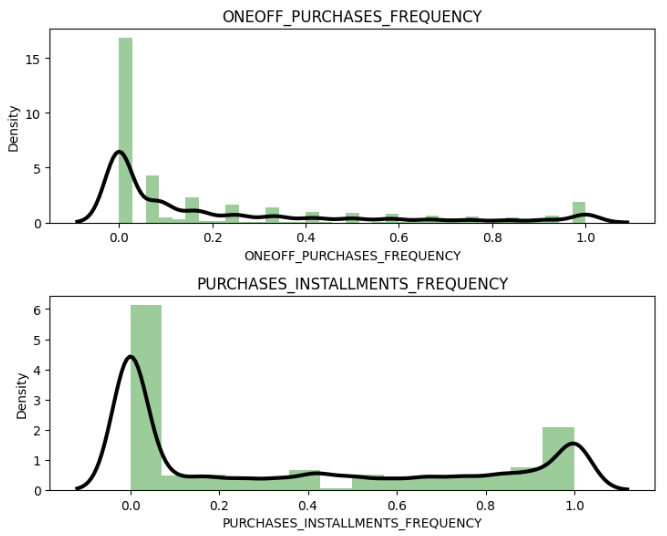 ONEOFF_PURCHASES_FREQUENCY
15
10
5
0
Density
0.0 0.2 0.4 0.6 0.8 1.0
ONEOFF_PURCHASES_FREQUENCY
PURCHASES_INSTALLMENTS_FREQUENCY
6
5
4
3
2
1
0
Density
0.0 0.2 0.4 0.6 0.8 1.0
PURCHASES_INSTALLMENTS_FREQUENCY